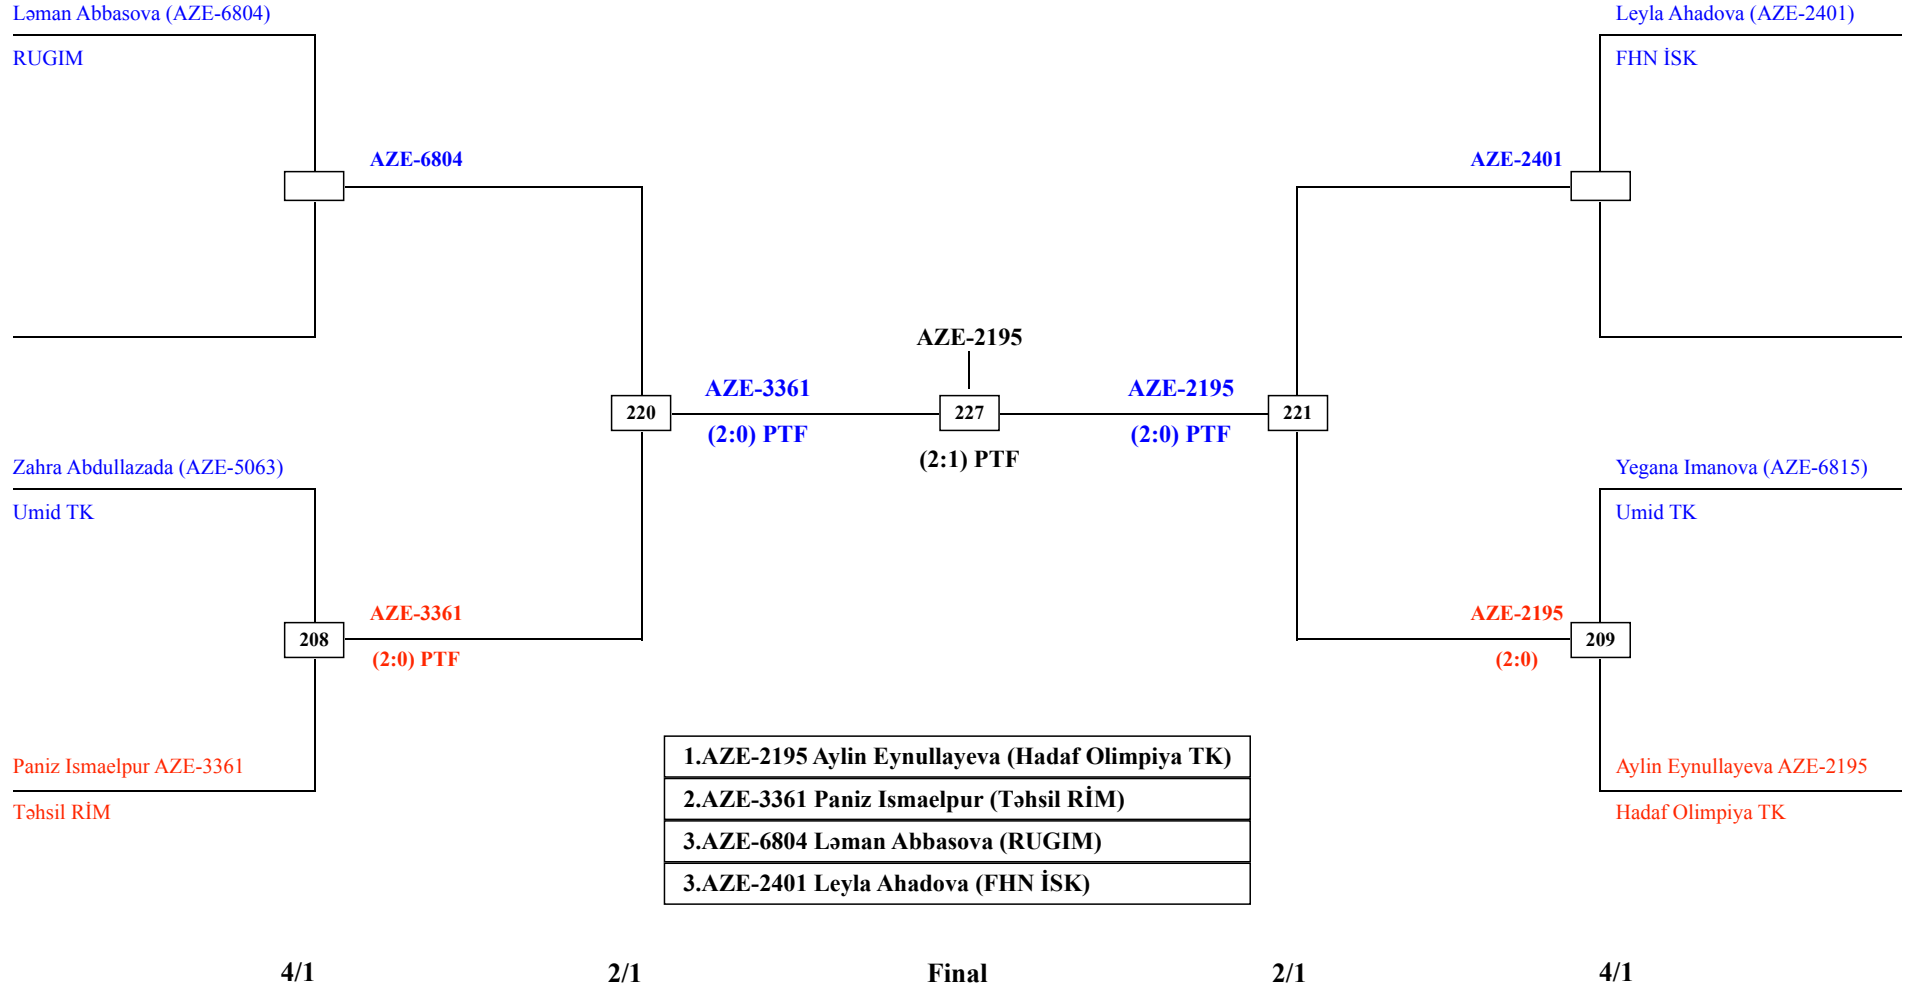 Ləman Abbasova (AZE-6804)
RUGIM
Leyla Ahadova (AZE-2401)
FHN İSK
AZE-6804
AZE-2401
AZE-2195
AZE-3361
AZE-2195
220
227
221
(2:0) PTF
(2:0) PTF
(2:1) PTF
Zahra Abdullazada (AZE-5063)
Umid TK
Yegana Imanova (AZE-6815)
Umid TK
AZE-3361
208
(2:0) PTF
AZE-2195
209
(2:0)
Paniz Ismaelpur AZE-3361
Təhsil RİM
Aylin Eynullayeva AZE-2195
Hadaf Olimpiya TK
1.AZE-2195 Aylin Eynullayeva (Hadaf Olimpiya TK)
2.AZE-3361 Paniz Ismaelpur (Təhsil RİM)
3.AZE-6804 Ləman Abbasova (RUGIM)
3.AZE-2401 Leyla Ahadova (FHN İSK)
4/1
2/1
Final
2/1
4/1